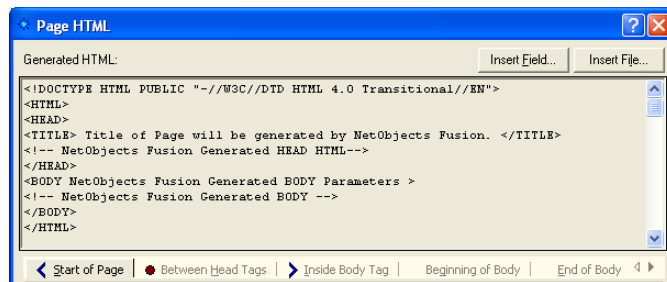 Page HTML
Generated HTML:
Insert Field...
Insert File...
<!DOCTYPE HTML PUBLIC "-//W3C//DTD HTML 4.0 Transitional//EN">
<HTML>
<HEAD>
<TITLE> Title of Page will be generated by NetObjects Fusion. </TITLE>
<!-- NetObjects Fusion Generated HEAD HTML-->
</HEAD>
<BODY NetObjects Fusion Generated BODY Parameters >
<!-- NetObjects Fusion Generated BODY -->
</BODY>
</HTML>
Start of Page | Between Head Tags | Inside Body Tag | Beginning of Body | End of Body